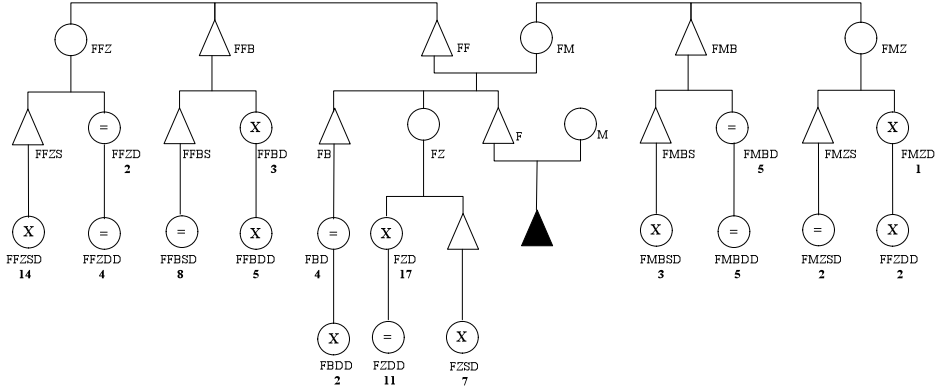 FFZ FFB FF FM FMB FMZ
= X = X
FFZS FFZD FFBS FFBD FB FZ F M FMBS FMBD FMZS FMZD
2 3 5 1
X = = X = X X = = X
FFZSD FFZDD FFBSD FFBDD FBD FZD FMBSD FMBDD FMZSD FFZDD
14 4 8 5 4 17 3 5 2 2
X = X
FBDD FZDD FZSD
2 11 7